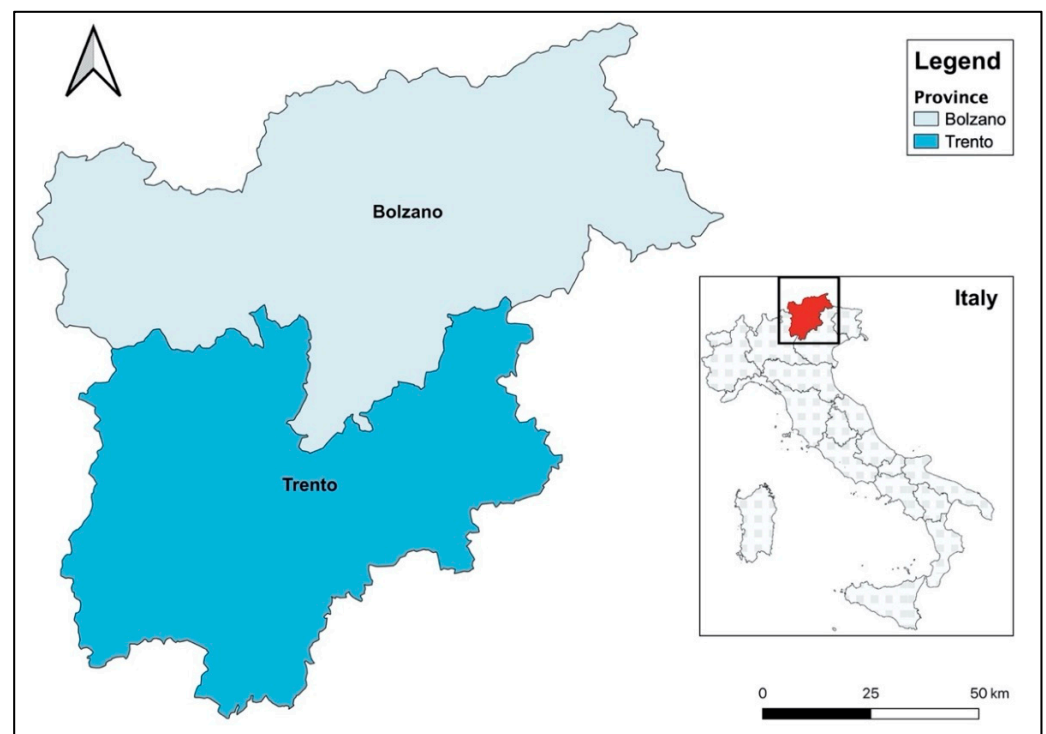 Legend
Province
Bolzano
Trento
Bolzano
Italy
Trento
0 25 50 km